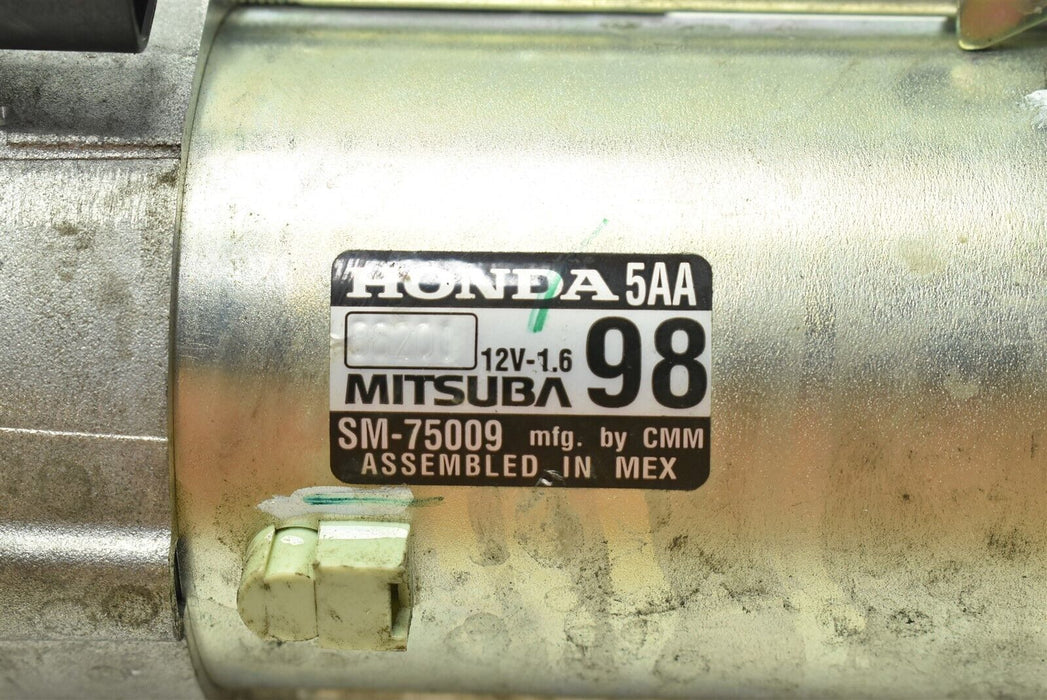 HONDA 5AA
12V-1.6 98
MITSUBA
SM-75009 mfg. by CMM
ASSEMBLED IN MEX